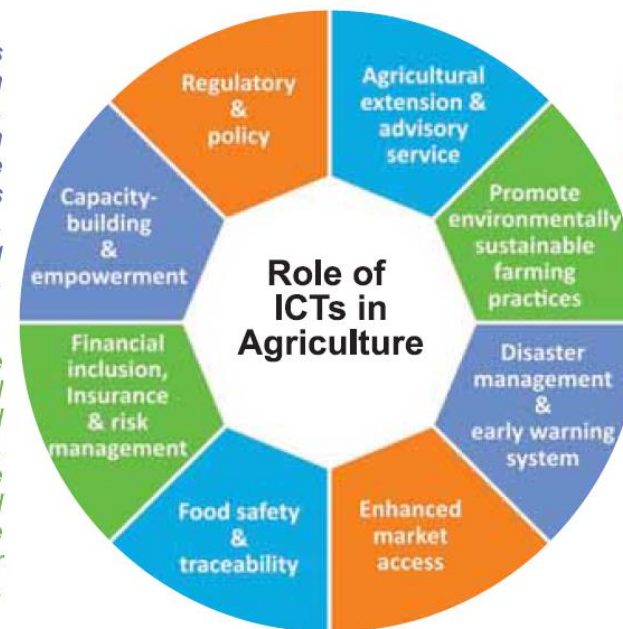 Role of
ICTs in
Agriculture
Agricultural
extension &
advisory
service
Promote
environmentally
sustainable
farming
practices
Disaster
management
&
early warning
system
Enhanced
market
access
Food safety
&
traceability
Financial
inclusion,
Insurance
& risk
management
Capacity-
building
&
empowerment
Regulatory
&
policy